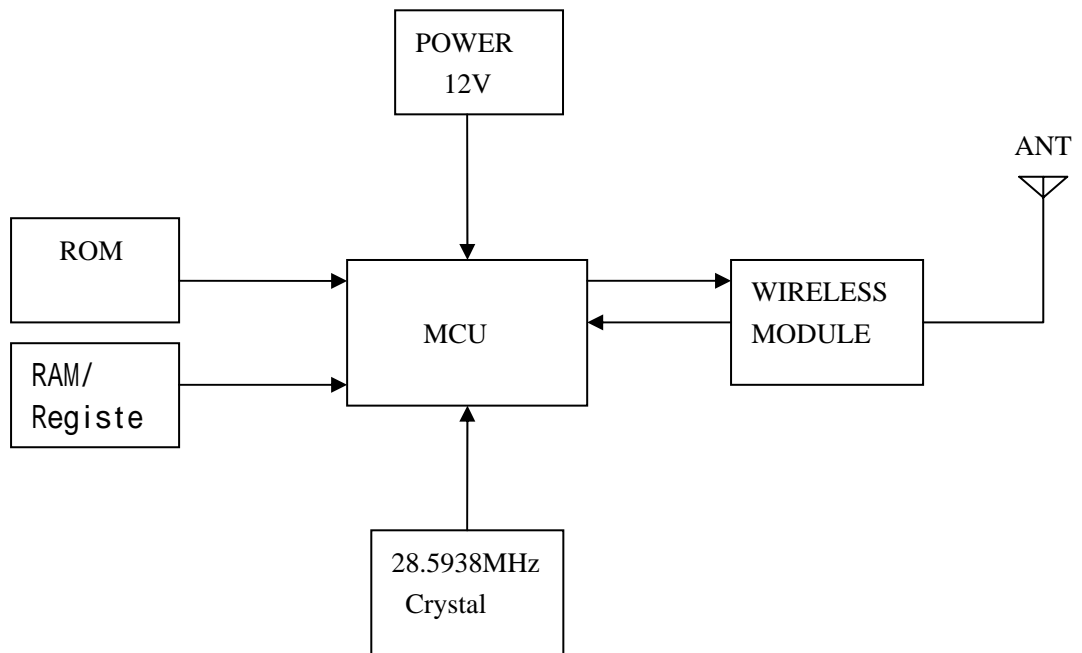 POWER
12V
ANT
ROM
WIRELESS
MODULE
MCU
RAM/
Registe
28.5938MHz
Crystal